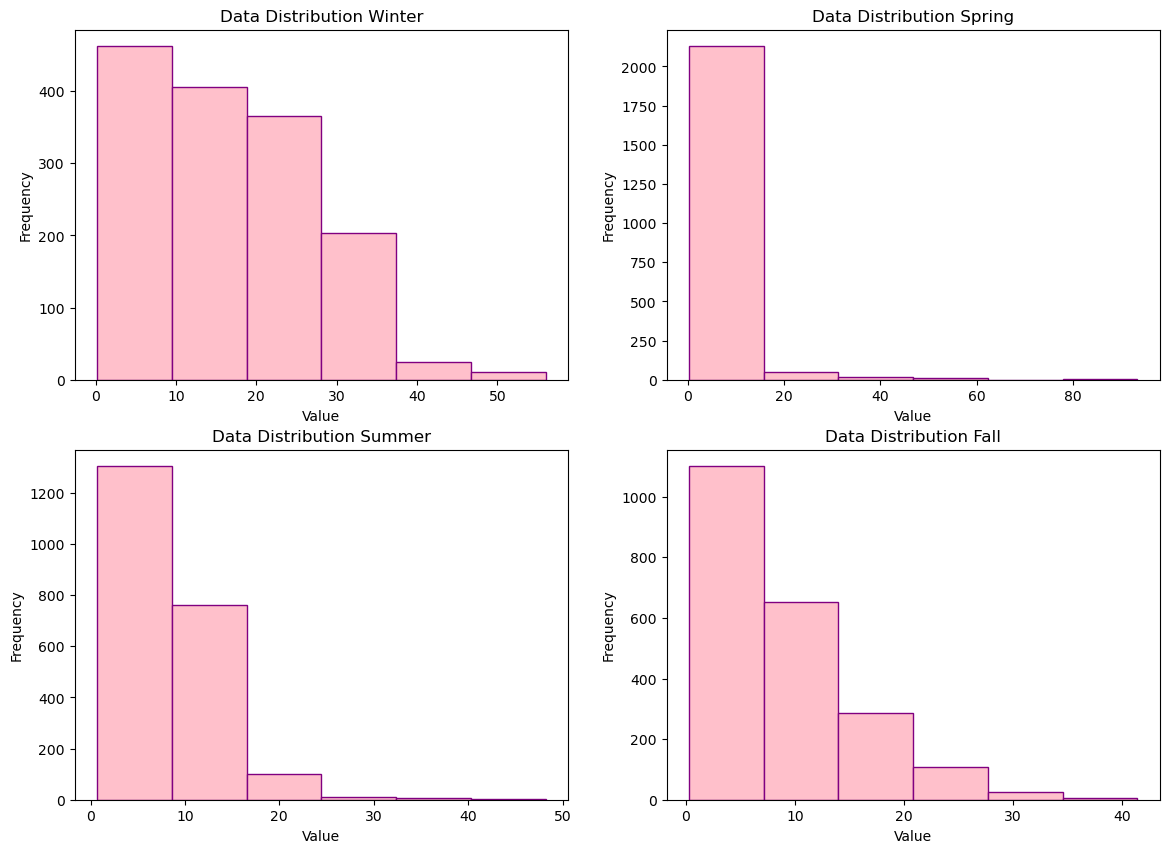 Data Distribution Winter
Frequency
400
300
200
100
0
0 10 20 30 40 50
Value
Data Distribution Spring
Frequency
2000
1750
1500
1250
1000
750
500
250
0
0 20 40 60 80
Value
Data Distribution Summer
Frequency
1200
1000
800
600
400
200
0
0 10 20 30 40 50
Value
Data Distribution Fall
Frequency
1000
800
600
400
200
0
0 10 20 30 40
Value